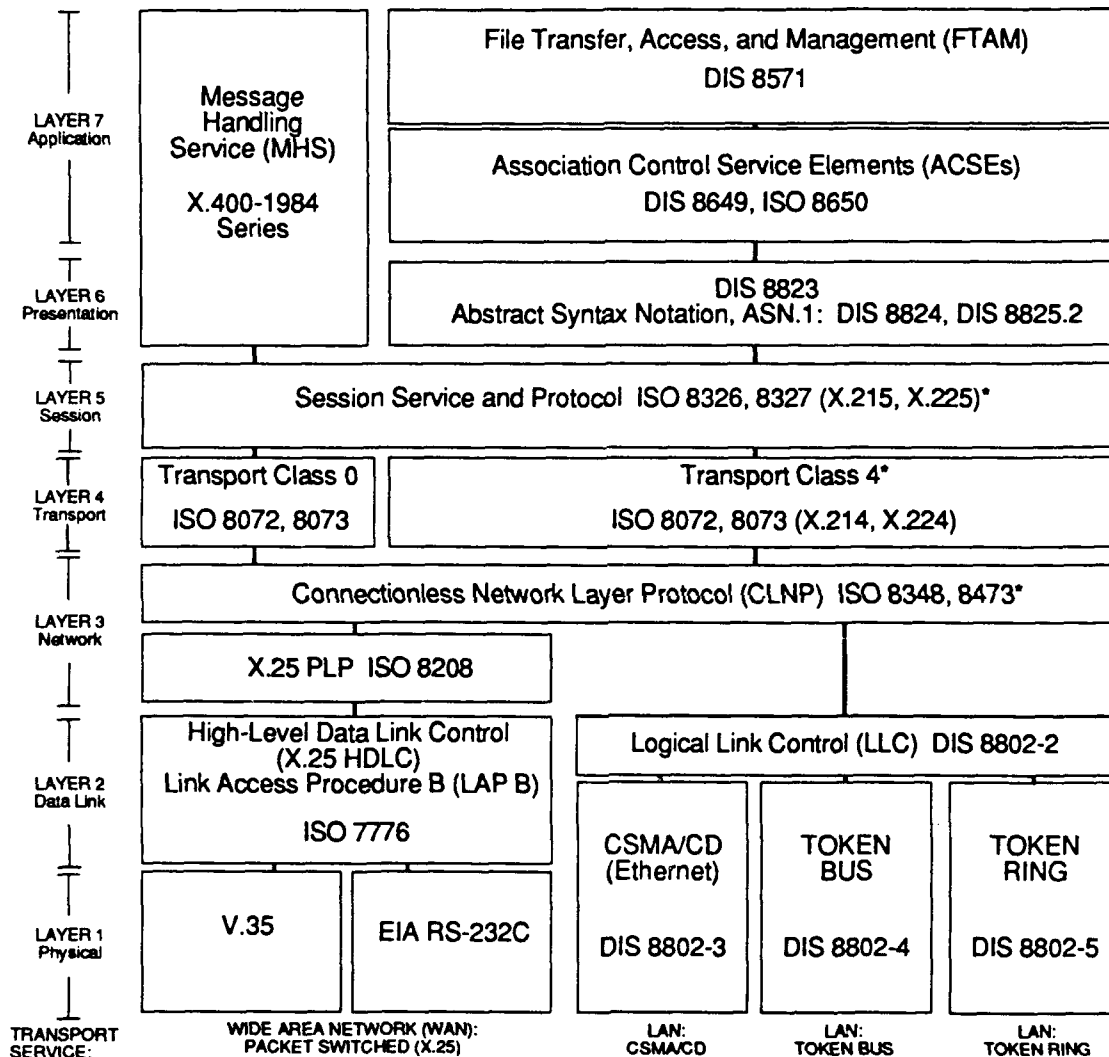 LAYER 7
Application
Message
Handling
Service (MHS)
X.400-1984
Series
File Transfer, Access, and Management (FTAM)
DIS 8571
Association Control Service Elements (ACSEs)
DIS 8649, ISO 8650
LAYER 6
Presentation
DIS 8823
Abstract Syntax Notation, ASN.1: DIS 8824, DIS 8825.2
LAYER 5
Session
Session Service and Protocol ISO 8326, 8327 (X.215, X.225)*
LAYER 4
Transport
Transport Class 0
ISO 8072, 8073
Transport Class 4*
ISO 8072, 8073 (X.214, X.224)
LAYER 3
Network
Connectionless Network Layer Protocol (CLNP) ISO 8348, 8473*
X.25 PLP ISO 8208
LAYER 2
Data Link
High-Level Data Link Control
(X.25 HDLC)
Link Access Procedure B (LAP B)
ISO 7776
Logical Link Control (LLC) DIS 8802-2
CSMA/CD
(Ethernet)
DIS 8802-3
TOKEN
BUS
DIS 8802-4
TOKEN
RING
DIS 8802-5
LAYER 1
Physical
V.35
EIA RS-232C
TRANSPORT
SERVICE:
WIDE AREA NETWORK (WAN):
PACKET SWITCHED (X.25)
LAN:
CSMA/CD
LAN:
TOKEN BUS
LAN:
TOKEN RING